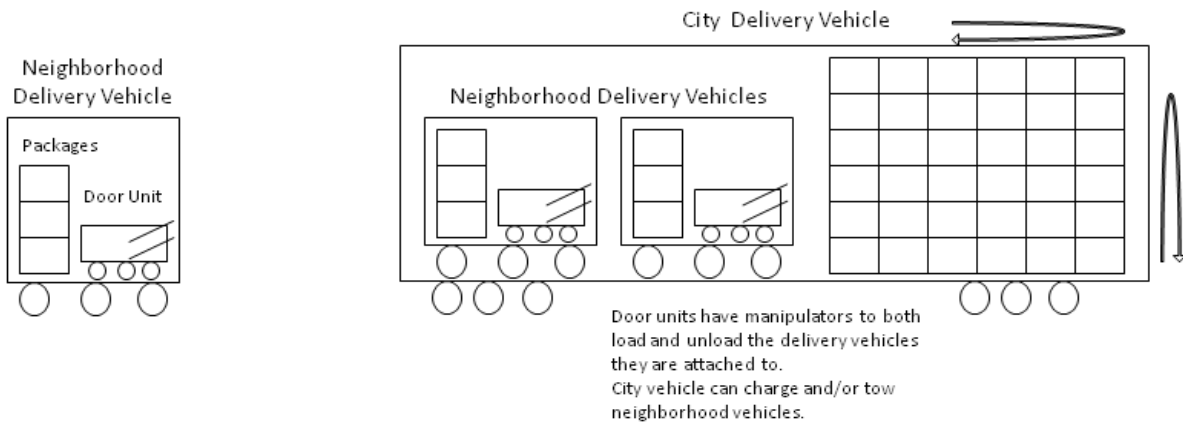 City Delivery Vehicle
Neighborhood
Delivery Vehicle
Packages
Door Unit
Neighborhood Delivery Vehicles
Door units have manipulators to both
load and unload the delivery vehicles
they are attached to.
City vehicle can charge and/or tow
neighborhood vehicles.